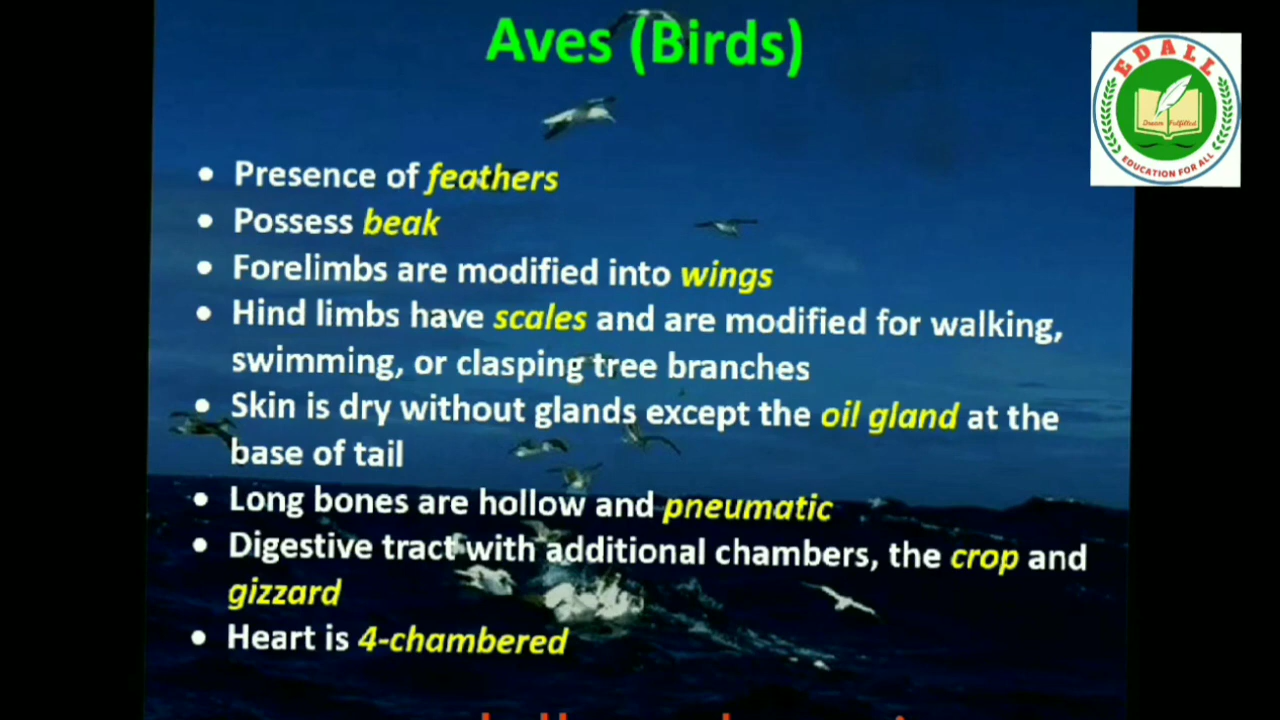 Aves (Birds)
EDALL
Dream Fulfilled
EDUCATION FOR ALL
• Presence of feathers
• Possess beak
• Forelimbs are modified into wings
• Hind limbs have scales and are modified for walking,
swimming, or clasping tree branches
• Skin is dry without glands except the oil gland at the
base of tail
• Long bones are hollow and pneumatic
• Digestive tract with additional chambers, the crop and
gizzard
• Heart is 4-chambered